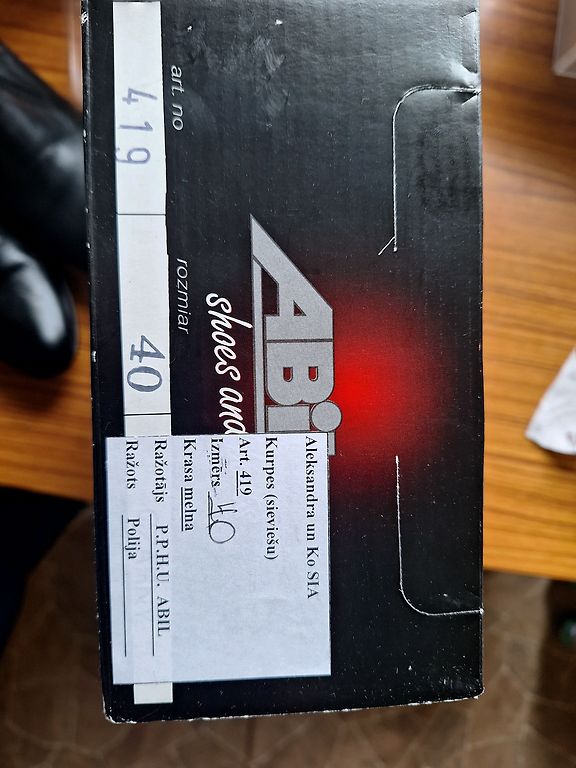 ABi
shoes and
art. no
rozmiar
419
40
Aleksandra un Ko SIA
Kurpes (sieviešu)
Art. 419
Izmērs 40
Krasa melna
Ražotājs P.P.H.U. ABIL
Ražots Polija